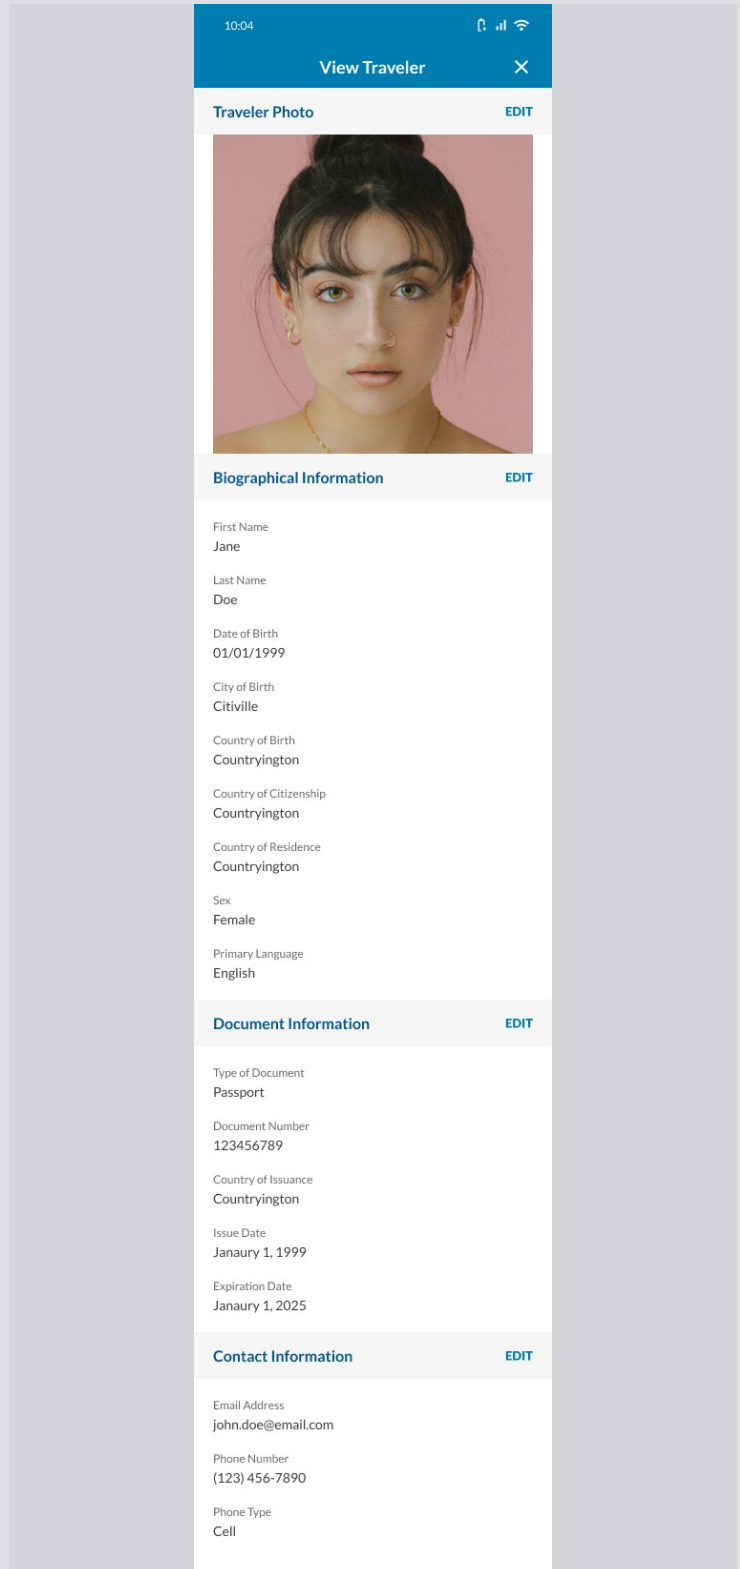 10:04
View Traveler
Traveler Photo EDIT
Biographical Information EDIT
First Name
Jane
Last Name
Doe
Date of Birth
01/01/1999
City of Birth
Citiville
Country of Birth
Countryington
Country of Citizenship
Countryington
Country of Residence
Countryington
Sex
Female
Primary Language
English
Document Information EDIT
Type of Document
Passport
Document Number
123456789
Country of Issuance
Countryington
Issue Date
Janaury 1, 1999
Expiration Date
Janaury 1, 2025
Contact Information EDIT
Email Address
john.doe@email.com
Phone Number
(123) 456-7890
Phone Type
Cell